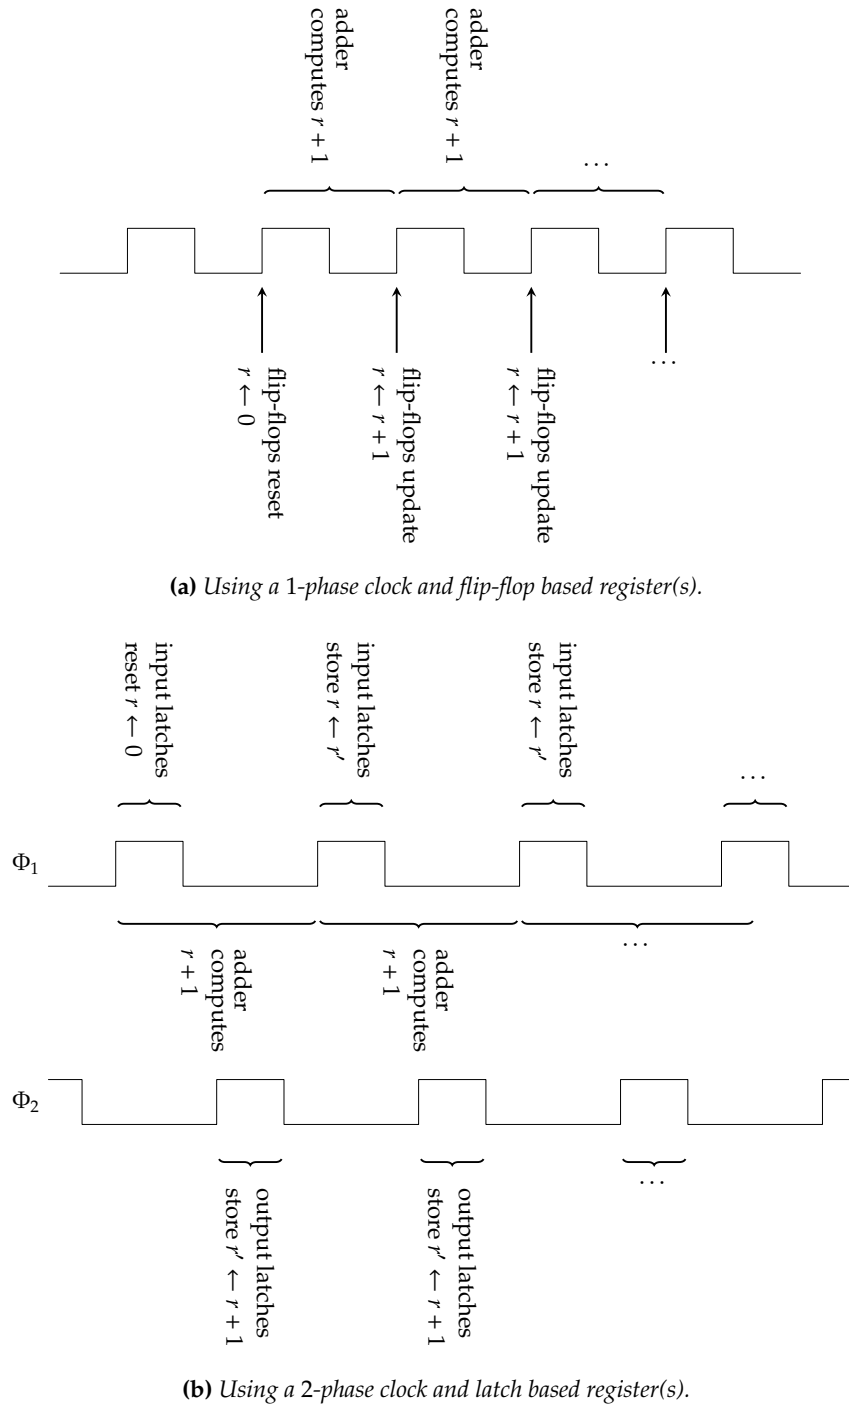 adder
computes r + 1
adder
computes r + 1
...
flip-flops reset
r ← 0
flip-flops update
r ← r + 1
flip-flops update
r ← r + 1
...
(a) Using a 1-phase clock and flip-flop based register(s).
input latches
reset r ← 0
input latches
store r ← r′
input latches
store r ← r′
...
Φ1
adder
computes
r + 1
adder
computes
r + 1
...
Φ2
output latches
store r′ ← r + 1
output latches
store r′ ← r + 1
...
(b) Using a 2-phase clock and latch based register(s).